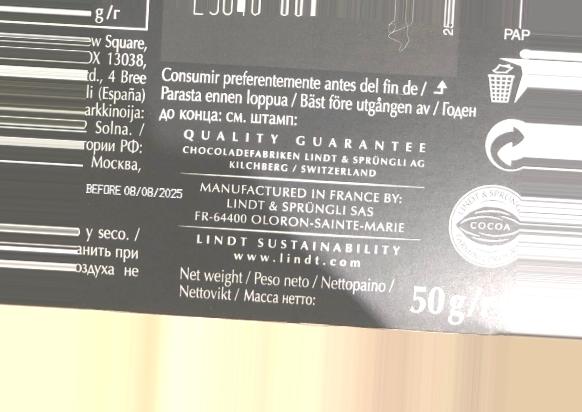 g/г
w Square,
X 13038,
d., 4 Bree
li (España)
arkkinoija:
Solna. /
ории РФ:
Москва,
BEFORE 08/08/2025
y seco. /
анить при
оздуха не
Consumir preferentemente antes del fin de /
Parasta ennen loppua / Bäst före utgången av / Годен
до конца: см. штамп:
QUALITY GUARANTEE
CHOCOLADEFABRIKEN LINDT & SPRÜNGLI AG
KILCHBERG / SWITZERLAND
MANUFACTURED IN FRANCE BY:
LINDT & SPRÜNGLI SAS
FR-64400 OLORON-SAINTE-MARIE
LINDT SUSTAINABILITY
www.lindt.com
Net weight / Peso neto / Nettopaino /
Nettovikt / Масса нетто:
50 g/
PAP
LINDT & SPRÜNGLI
COCOA